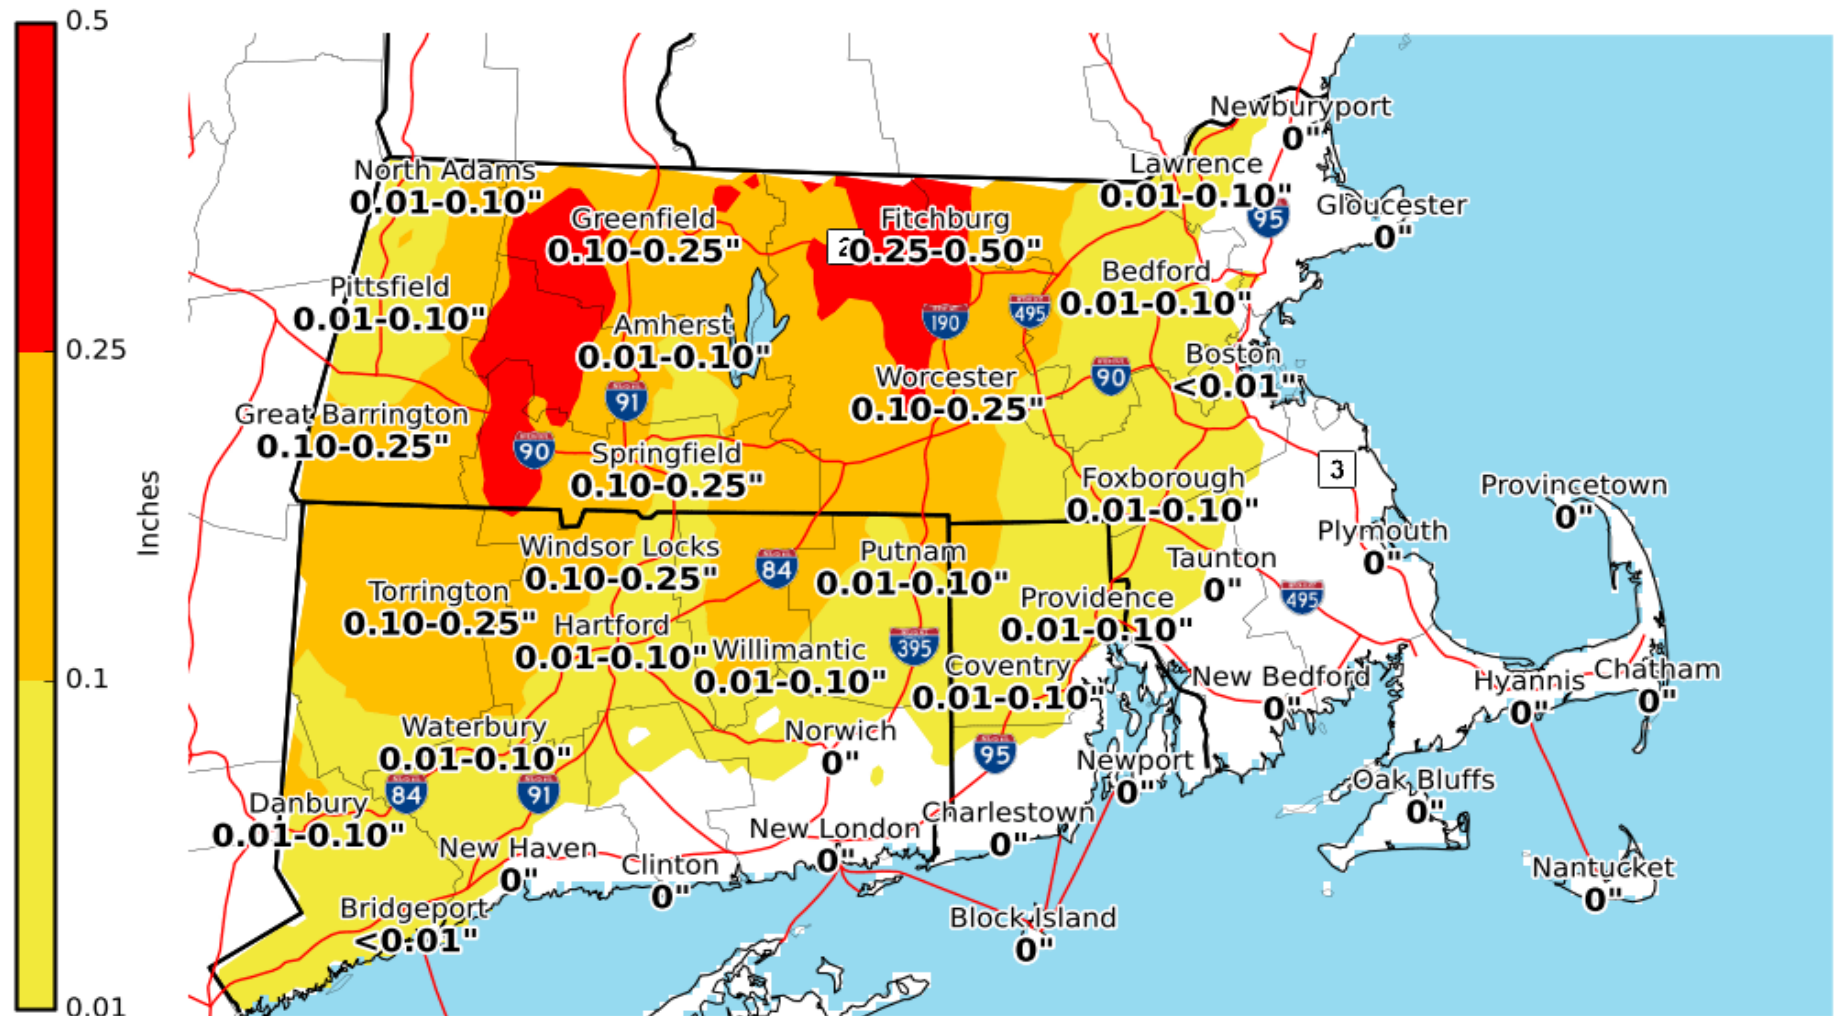 0.5
0.25
0.1
0.01
Inches
Newburyport
0"
North Adams
0.01-0.10"
Lawrence
0.01-0.10"
95
Gloucester
0"
Greenfield
0.10-0.25"
2
Fitchburg
0.25-0.50"
Pittsfield
0.01-0.10"
Bedford
0.01-0.10"
190
495
Amherst
0.01-0.10"
91
Worcester
0.10-0.25"
90
Boston
<0.01"
Great Barrington
0.10-0.25"
90
Springfield
0.10-0.25"
3
Foxborough
0.01-0.10"
Provincetown
0"
Plymouth
0"
Windsor Locks
0.10-0.25"
84
Putnam
0.01-0.10"
Taunton
0"
495
Torrington
0.10-0.25"
Providence
0.01-0.10"
Hartford
0.01-0.10"
Willimantic
0.01-0.10"
395
Coventry
0.01-0.10"
New Bedford
0"
Hyannis
0"
Chatham
0"
Waterbury
0.01-0.10"
Norwich
0"
95
Newport
0"
84
91
Oak Bluffs
0"
Danbury
0.01-0.10"
New Haven
0"
Clinton
0"
New London
0"
Charlestown
0"
Nantucket
0"
Bridgeport
<0.01"
Block Island
0"